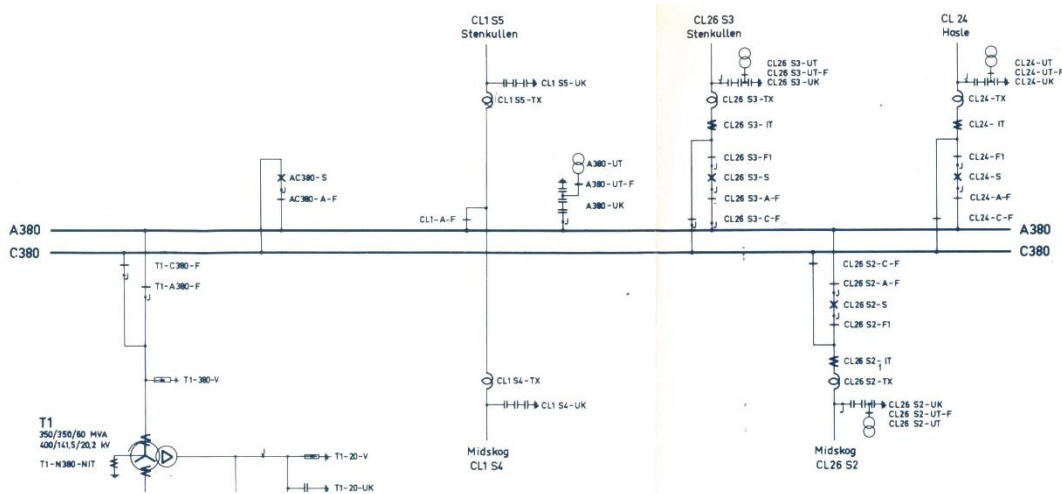 CL1 S5
Stenkullen
CL1 S5-UK
CL1 S5-TX
CL26 S3
Stenkullen
CL26 S3-UT
CL26 S3-UT-F
CL26 S3-UK
CL26 S3-TX
CL26 S3-IT
CL26 S3-F1
CL26 S3-S
CL26 S3-A-F
CL26 S3-C-F
CL 24
Hosle
CL24-UT
CL24-UT-F
CL24-UK
CL24-TX
CL24-IT
CL24-F1
CL24-S
CL24-A-F
CL24-C-F
AC380-S
AC380-A-F
A380-UT
A380-UT-F
A380-UK
CL1-A-F
A380
A380
C380
C380
T1-C380-F
T1-A380-F
T1-380-V
CL26 S2-C-F
CL26 S2-A-F
CL26 S2-S
CL26 S2-F1
CL26 S2-IT
CL26 S2-TX
CL26 S2-UK
CL26 S2-UT-F
CL26 S2-UT
CL1 S4-TX
CL1 S4-UK
Midskog
CL1 S4
Midskog
CL26 S2
T1
350/350/60 MVA
400/141,5/20,2 kV
T1-N380-NIT
T1-20-V
T1-20-UK